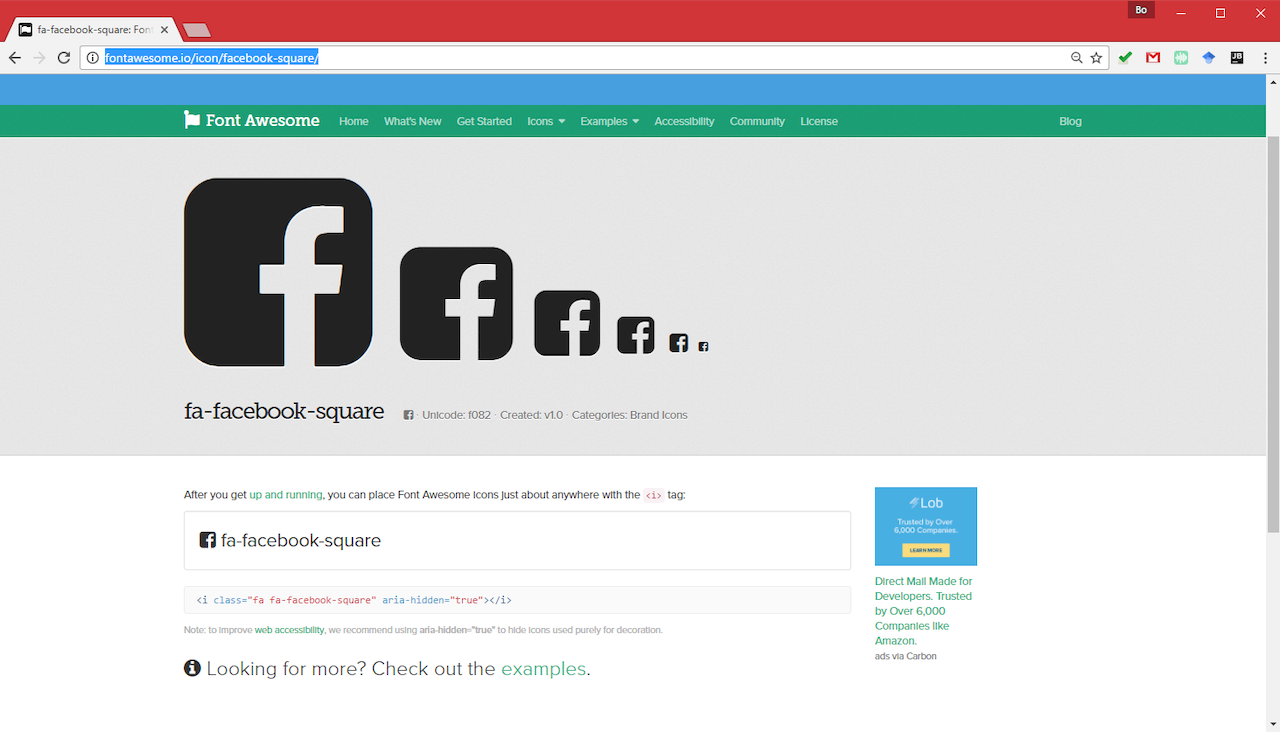 Bo
fa-facebook-square: Font
fontawesome.io/icon/facebook-square/
JB
Font Awesome Home What's New Get Started Icons Examples Accessibility Community License Blog
fa-facebook-square Unicode: f082 · Created: v1.0 · Categories: Brand Icons
After you get up and running, you can place Font Awesome icons just about anywhere with the <i> tag:
fa-facebook-square
<i class="fa fa-facebook-square" aria-hidden="true"></i>
Note: to improve web accessibility, we recommend using aria-hidden="true" to hide icons used purely for decoration.
Looking for more? Check out the examples.
Lob
Trusted by Over
6,000 Companies.
LEARN MORE
Direct Mail Made for
Developers. Trusted
by Over 6,000
Companies like
Amazon.
ads via Carbon